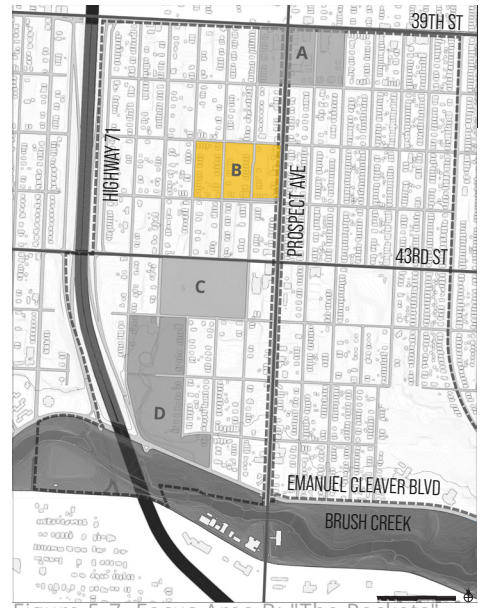 39TH ST
A
HIGHWAY 71
B
PROSPECT AVE
43RD ST
C
D
EMANUEL CLEAVER BLVD
BRUSH CREEK